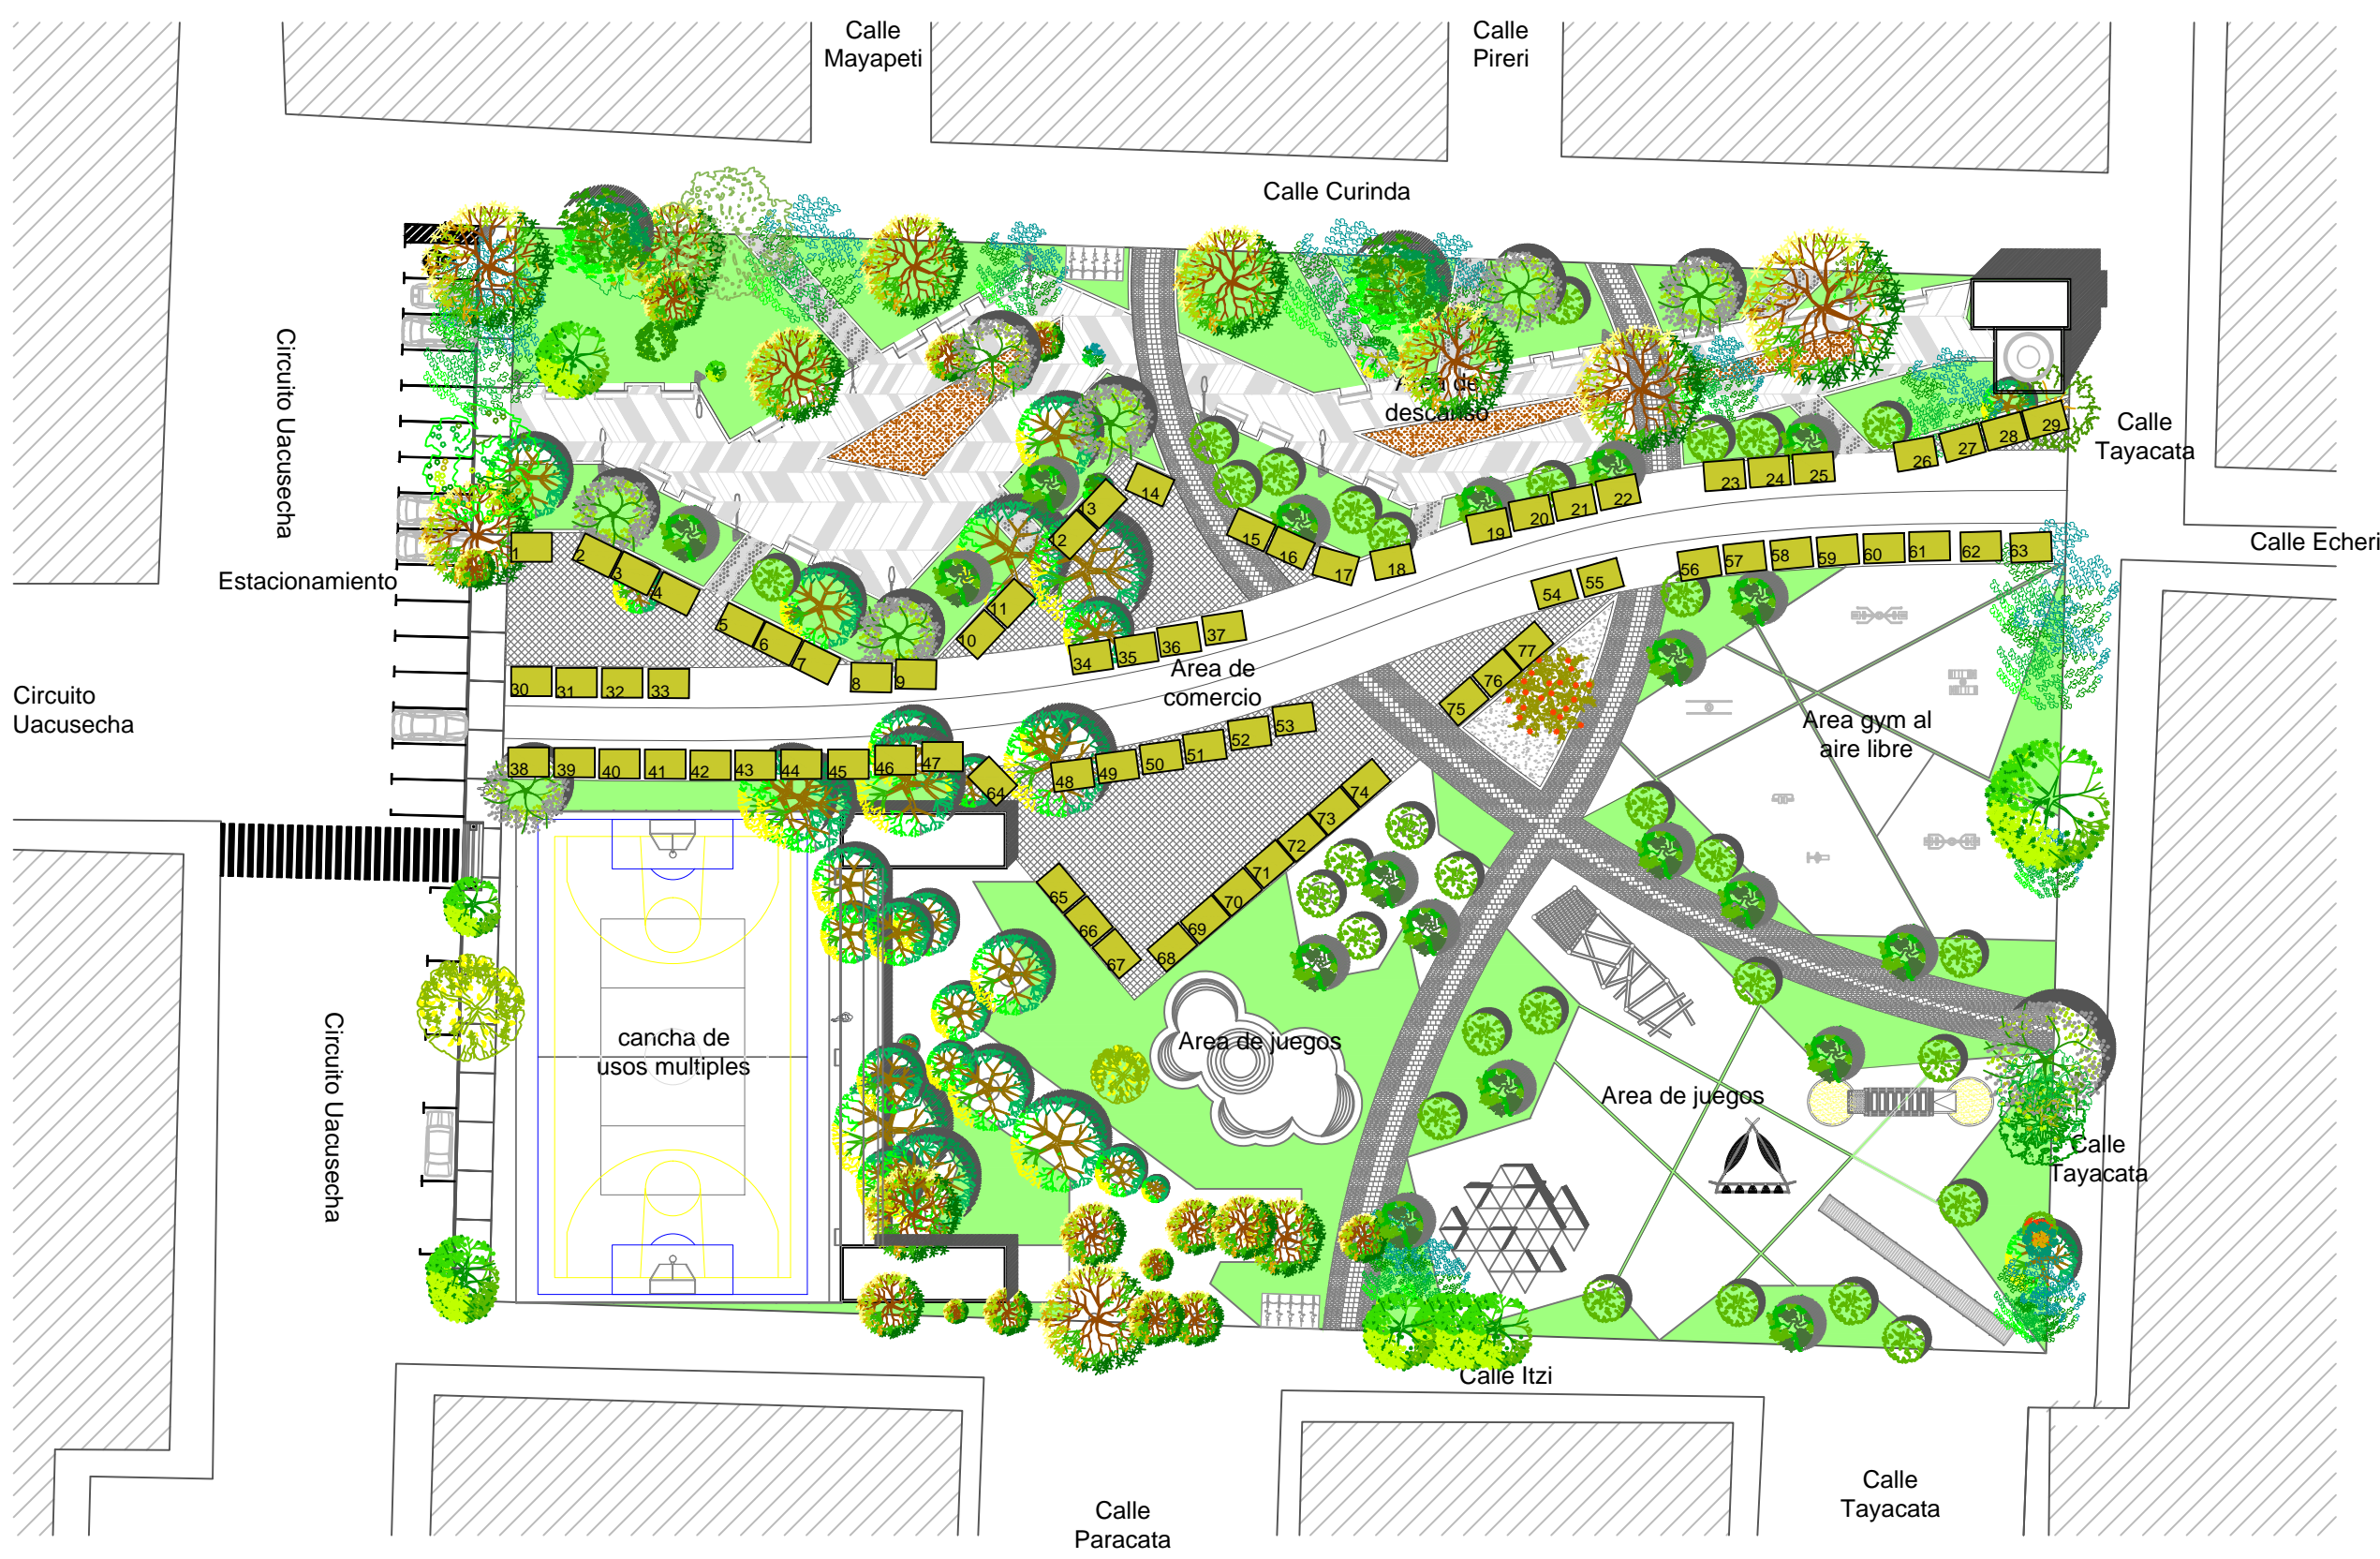 Calle
Mayapeti
Calle
Pireri
Calle Curinda
Circuito Uacusecha
Area de
descanso
Calle
Tayacata
Calle Echeri
Estacionamiento
Circuito
Uacusecha
Area de
comercio
Area gym al
aire libre
cancha de
usos multiples
Area de juegos
Area de juegos
Circuito Uacusecha
Calle
Tayacata
Calle Itzi
Calle
Paracata
Calle
Tayacata
1
2
3
4
5
6
7
8
9
10
11
12
13
14
15
16
17
18
19
20
21
22
23
24
25
26
27
28
29
30
31
32
33
34
35
36
37
38
39
40
41
42
43
44
45
46
47
48
49
50
51
52
53
54
55
56
57
58
59
60
61
62
63
64
65
66
67
68
69
70
71
72
73
74
75
76
77